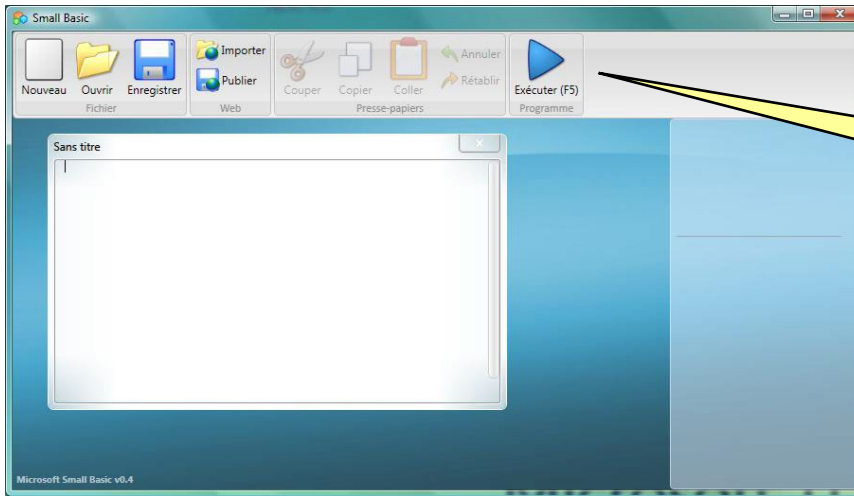 Small Basic
Nouveau
Ouvrir
Enregistrer
Fichier
Importer
Publier
Web
Couper
Copier
Coller
Annuler
Rétablir
Presse-papiers
Exécuter (F5)
Programme
Sans titre
Microsoft Small Basic v0.4